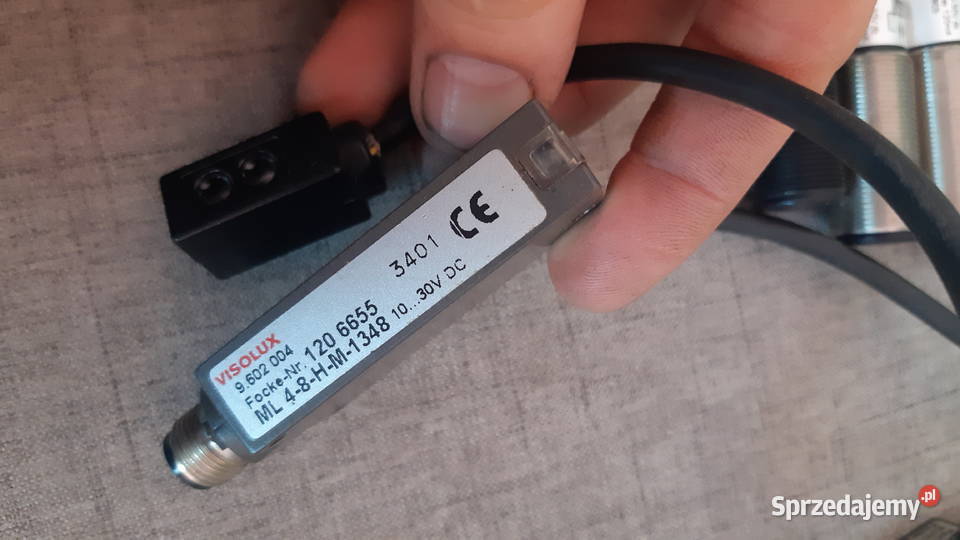 VISOLUX
9.602 004
Focke-Nr. 120 6655 3401 CE
ML 4-8-H-M-1348 10...30V DC
Sprzedajemy.pl